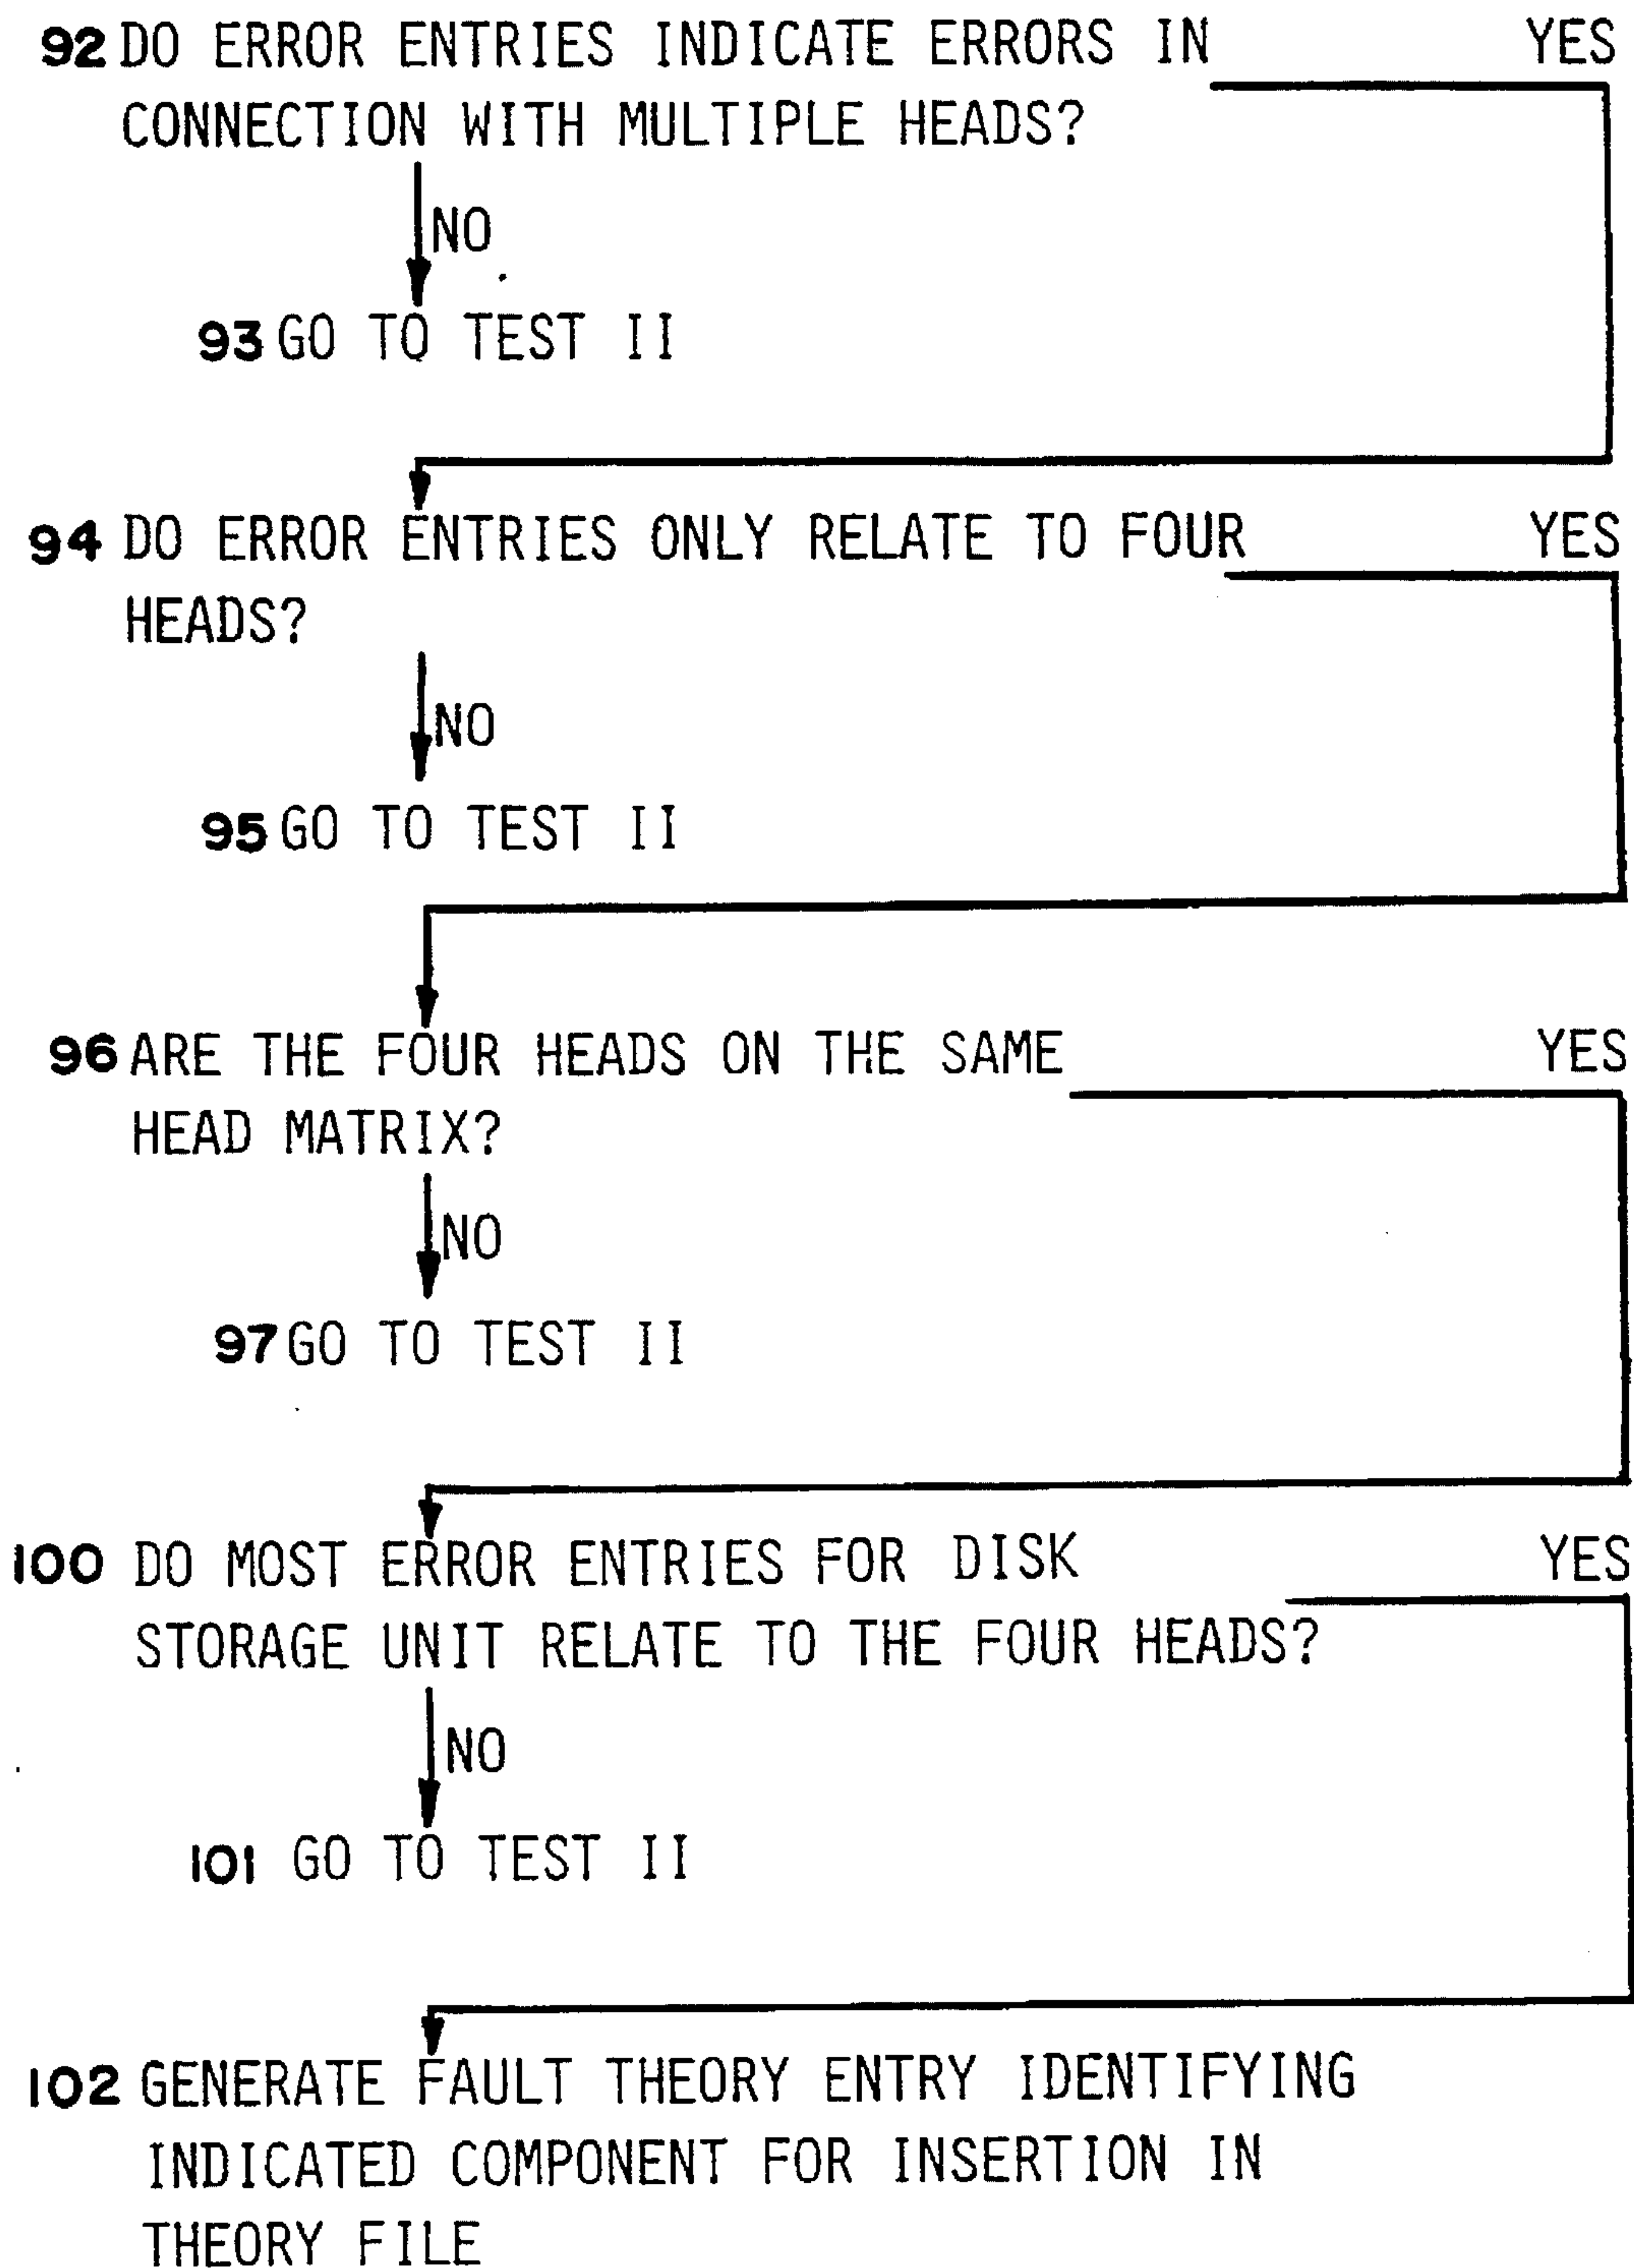 92 DO ERROR ENTRIES INDICATE ERRORS IN YES
CONNECTION WITH MULTIPLE HEADS?
NO
93 GO TO TEST II
94 DO ERROR ENTRIES ONLY RELATE TO FOUR YES
HEADS?
NO
95 GO TO TEST II
96 ARE THE FOUR HEADS ON THE SAME YES
HEAD MATRIX?
NO
97 GO TO TEST II
100 DO MOST ERROR ENTRIES FOR DISK YES
STORAGE UNIT RELATE TO THE FOUR HEADS?
NO
101 GO TO TEST II
102 GENERATE FAULT THEORY ENTRY IDENTIFYING
INDICATED COMPONENT FOR INSERTION IN
THEORY FILE